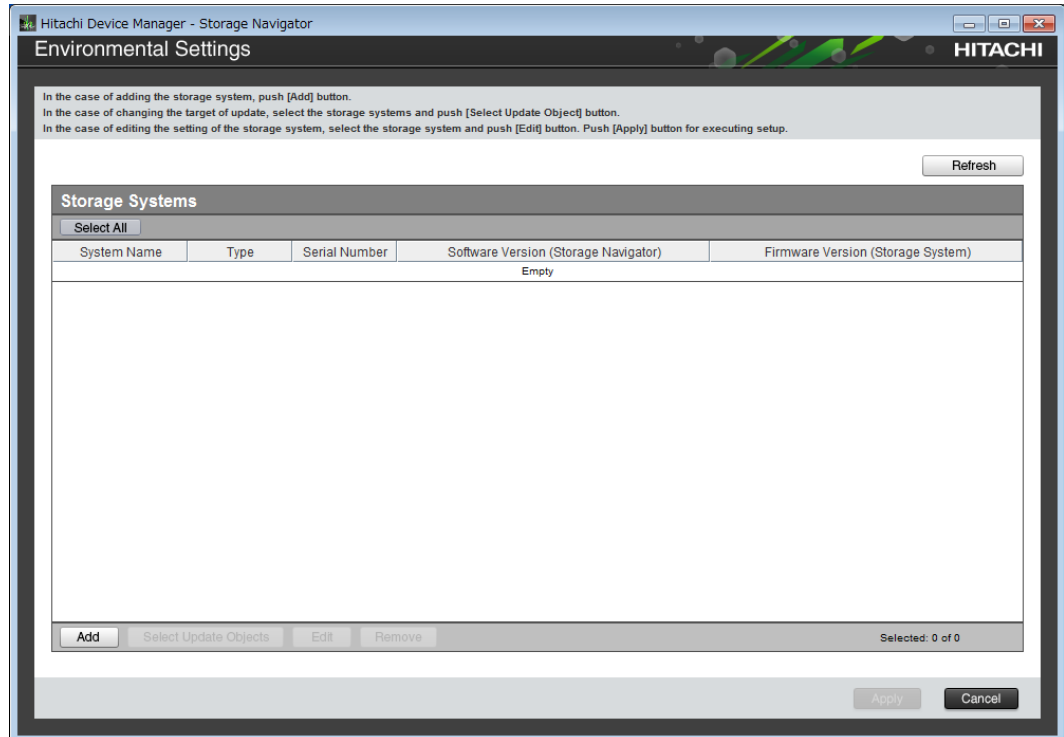 Hitachi Device Manager - Storage Navigator
Environmental Settings
HITACHI
In the case of adding the storage system, push [Add] button.
In the case of changing the target of update, select the storage systems and push [Select Update Object] button.
In the case of editing the setting of the storage system, select the storage system and push [Edit] button. Push [Apply] button for executing setup.
Refresh
Storage Systems
Select All
System Name Type Serial Number Software Version (Storage Navigator) Firmware Version (Storage System)
Empty
Add Select Update Objects Edit Remove Selected: 0 of 0
Apply Cancel